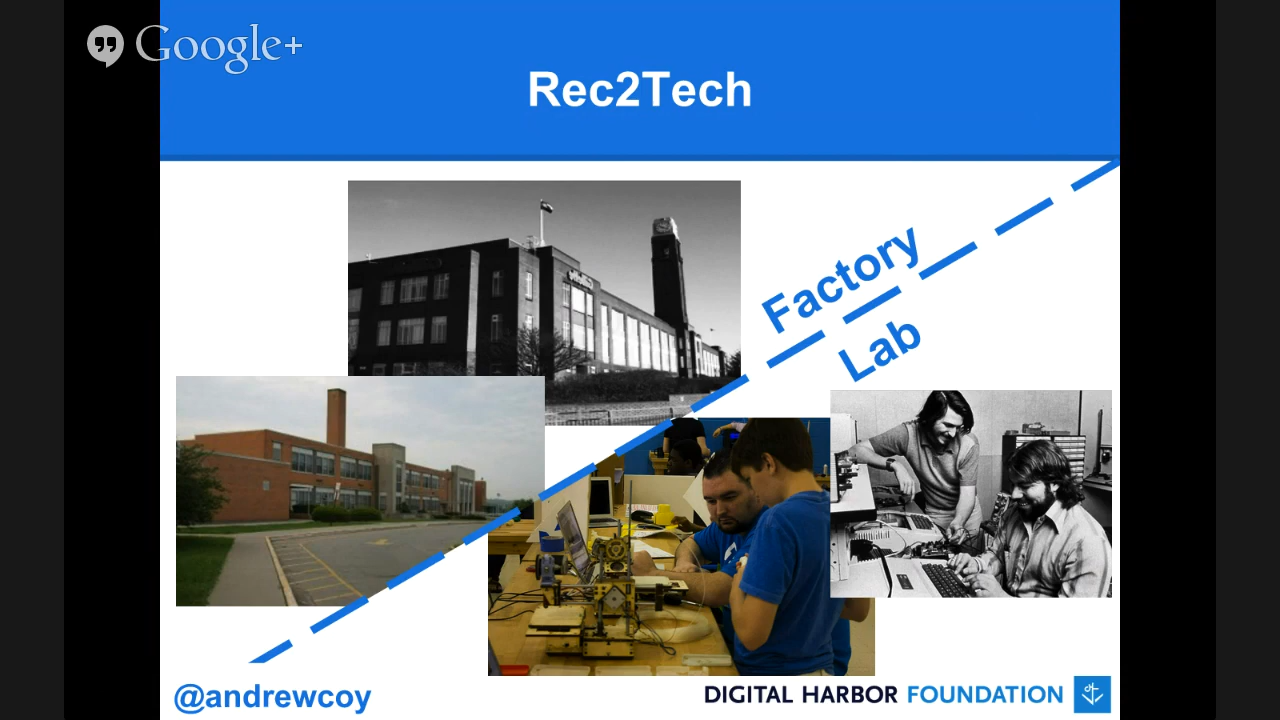 Google+
Rec2Tech
Factory
Lab
@andrewcoy
DIGITAL HARBOR FOUNDATION